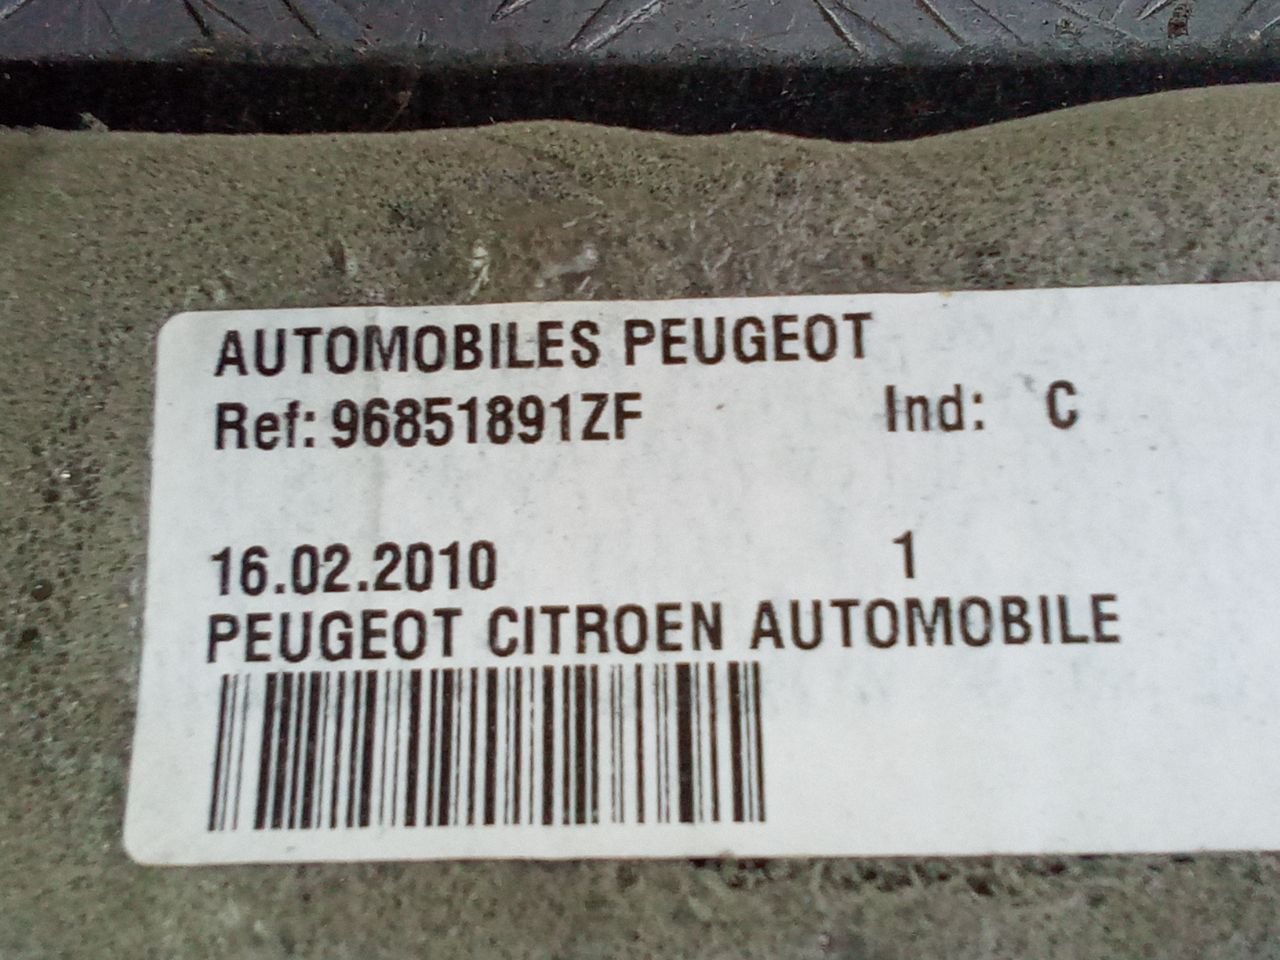 AUTOMOBILES PEUGEOT
Ref: 96851891ZF Ind: C
16.02.2010 1
PEUGEOT CITROEN AUTOMOBILE